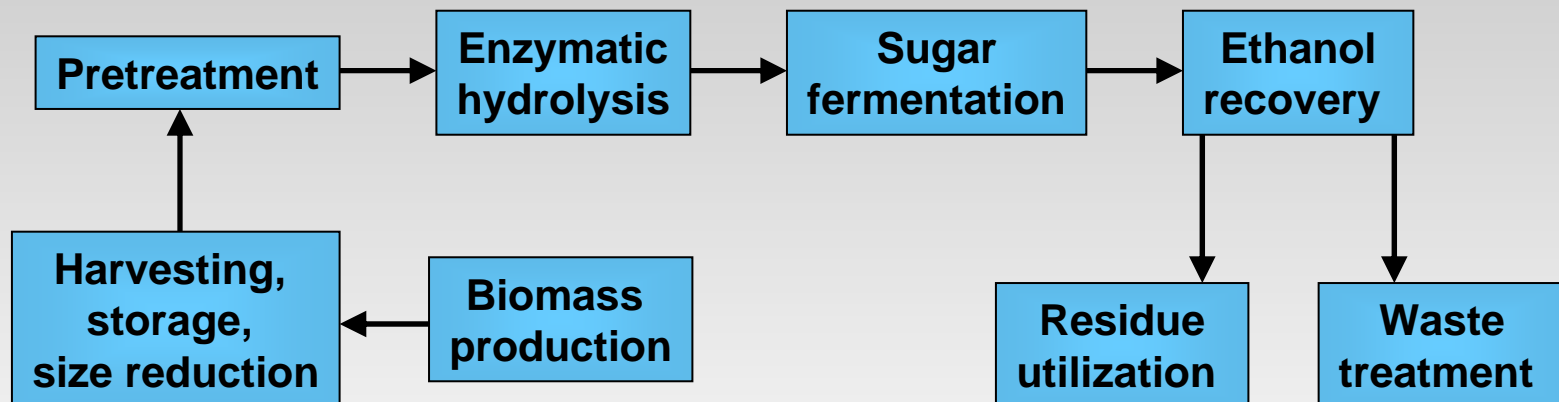 Pretreatment
Enzymatic
hydrolysis
Sugar
fermentation
Ethanol
recovery
Harvesting,
storage,
size reduction
Biomass
production
Residue
utilization
Waste
treatment